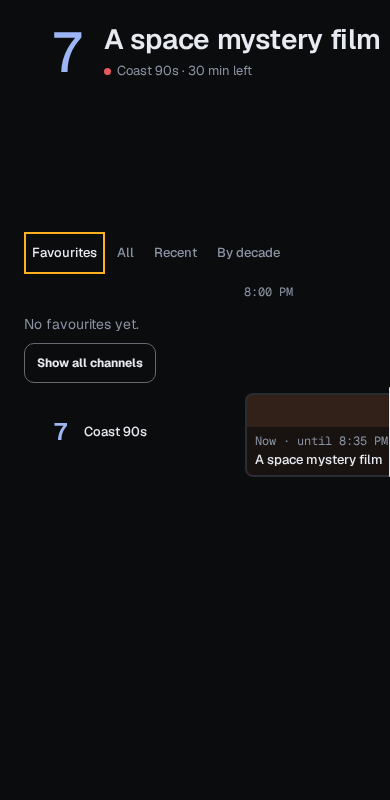 7 A space mystery film
Coast 90s · 30 min left
Favourites All Recent By decade
8:00 PM
No favourites yet.
Show all channels
7 Coast 90s
Now · until 8:35 PM
A space mystery film